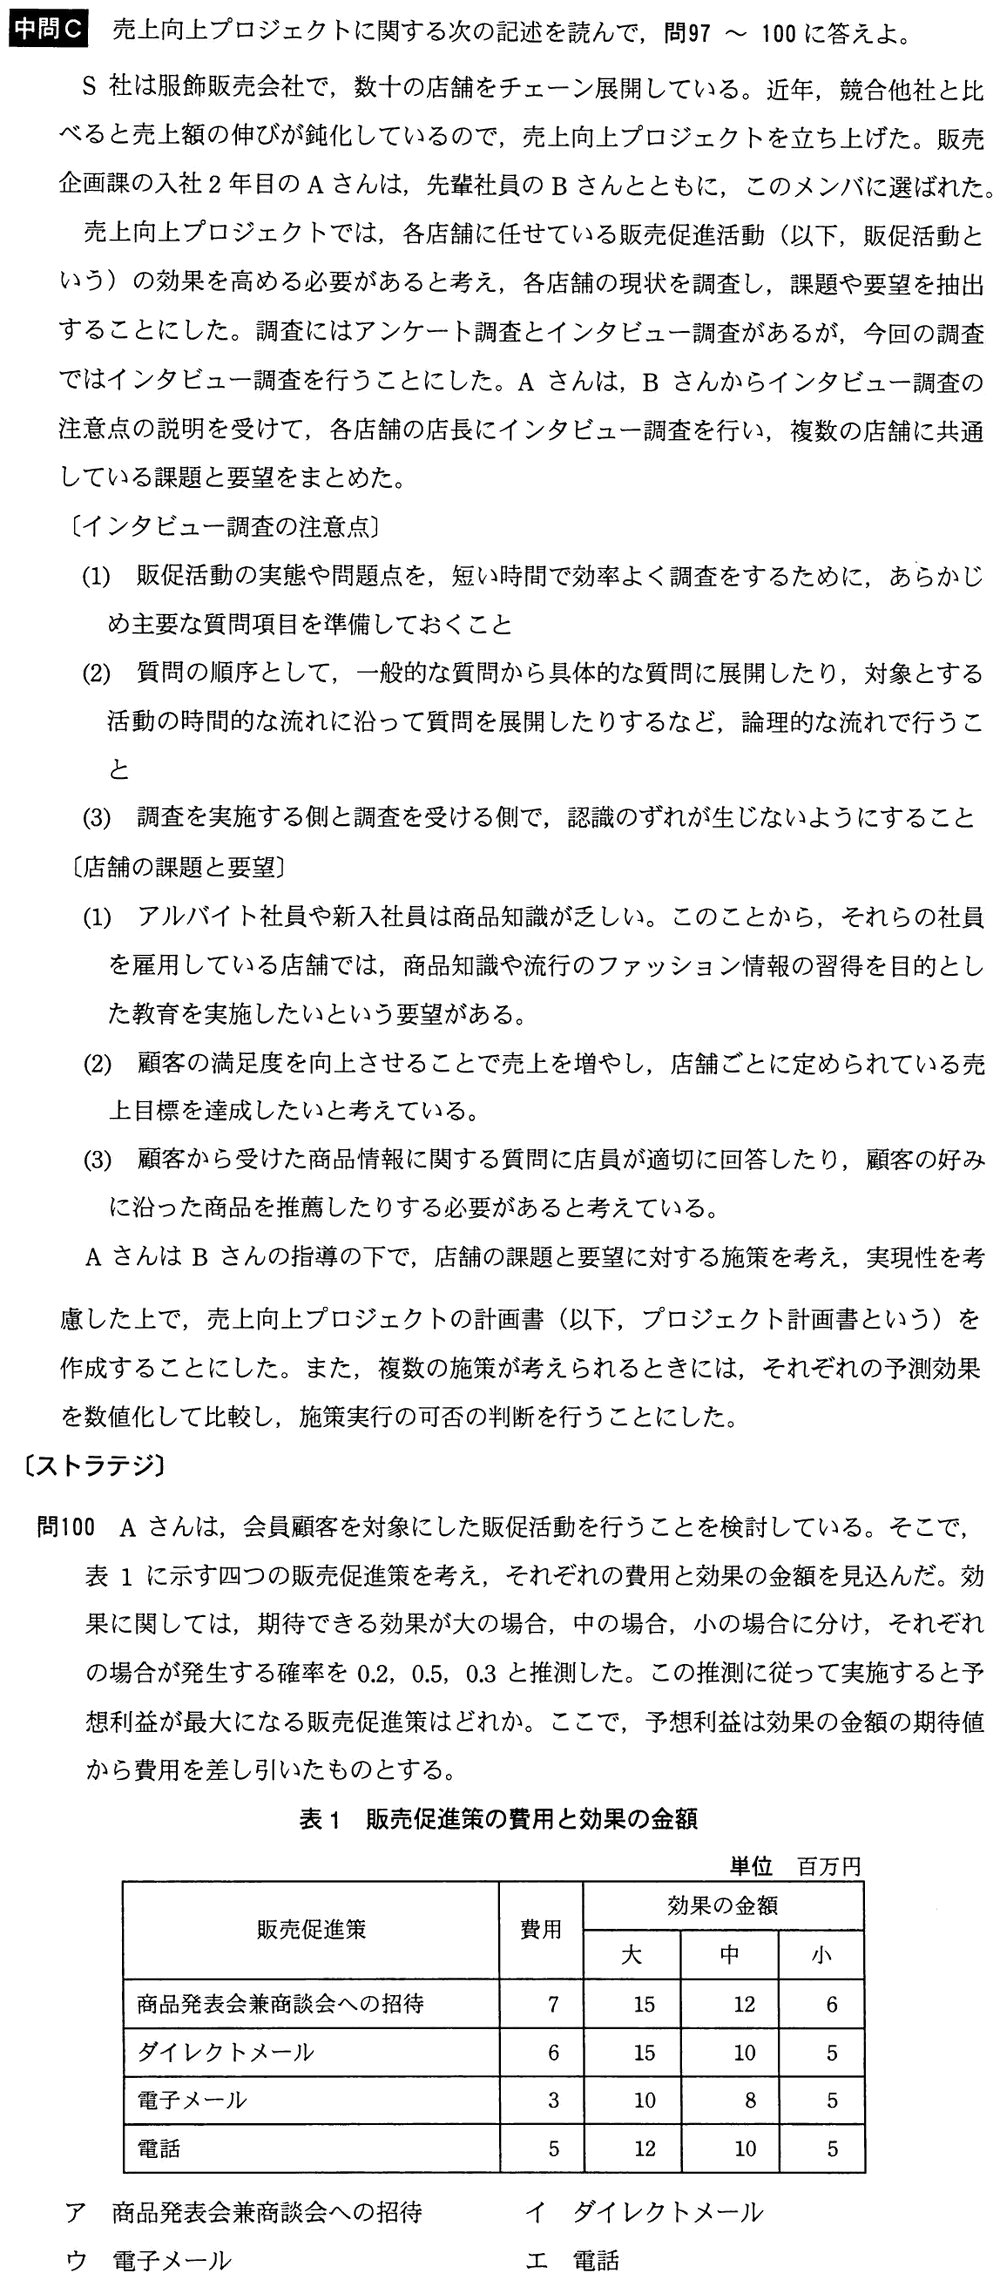 中問C 売上向上プロジェクトに関する次の記述を読んで，問97 ～ 100 に答えよ。
S 社は服飾販売会社で，数十の店舗をチェーン展開している。近年，競合他社と比
べると売上額の伸びが鈍化しているので，売上向上プロジェクトを立ち上げた。販売
企画課の入社 2 年目の A さんは，先輩社員の B さんとともに，このメンバに選ばれた。
売上向上プロジェクトでは，各店舗に任せている販売促進活動（以下，販促活動と
いう）の効果を高める必要があると考え，各店舗の現状を調査し，課題や要望を抽出
することにした。調査にはアンケート調査とインタビュー調査があるが，今回の調査
ではインタビュー調査を行うことにした。A さんは，B さんからインタビュー調査の
注意点の説明を受けて，各店舗の店長にインタビュー調査を行い，複数の店舗に共通
している課題と要望をまとめた。
〔インタビュー調査の注意点〕
(1) 販促活動の実態や問題点を，短い時間で効率よく調査をするために，あらかじ
め主要な質問項目を準備しておくこと
(2) 質問の順序として，一般的な質問から具体的な質問に展開したり，対象とする
活動の時間的な流れに沿って質問を展開したりするなど，論理的な流れで行うこ
と
(3) 調査を実施する側と調査を受ける側で，認識のずれが生じないようにすること
〔店舗の課題と要望〕
(1) アルバイト社員や新入社員は商品知識が乏しい。このことから，それらの社員
を雇用している店舗では，商品知識や流行のファッション情報の習得を目的とし
た教育を実施したいという要望がある。
(2) 顧客の満足度を向上させることで売上を増やし，店舗ごとに定められている売
上目標を達成したいと考えている。
(3) 顧客から受けた商品情報に関する質問に店員が適切に回答したり，顧客の好み
に沿った商品を推薦したりする必要があると考えている。
A さんは B さんの指導の下で，店舗の課題と要望に対する施策を考え，実現性を考
慮した上で，売上向上プロジェクトの計画書（以下，プロジェクト計画書という）を
作成することにした。また，複数の施策が考えられるときには，それぞれの予測効果
を数値化して比較し，施策実行の可否の判断を行うことにした。
〔ストラテジ〕
問100 A さんは，会員顧客を対象にした販促活動を行うことを検討している。そこで，
表 1 に示す四つの販売促進策を考え，それぞれの費用と効果の金額を見込んだ。効
果に関しては，期待できる効果が大の場合，中の場合，小の場合に分け，それぞれ
の場合が発生する確率を 0.2，0.5，0.3 と推測した。この推測に従って実施すると予
想利益が最大になる販売促進策はどれか。ここで，予想利益は効果の金額の期待値
から費用を差し引いたものとする。
表 1 販売促進策の費用と効果の金額
単位 百万円
販売促進策 費用 効果の金額
大 中 小
商品発表会兼商談会への招待 7 15 12 6
ダイレクトメール 6 15 10 5
電子メール 3 10 8 5
電話 5 12 10 5
ア 商品発表会兼商談会への招待 イ ダイレクトメール
ウ 電子メール エ 電話